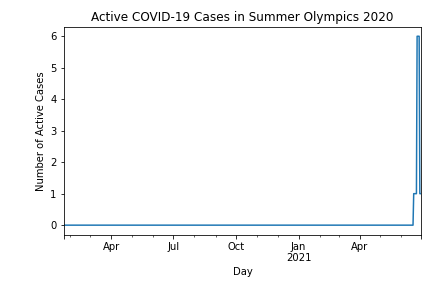 Active COVID-19 Cases in Summer Olympics 2020
6
5
4
3
2
1
0
Number of Active Cases
Apr
Jul
Oct
Jan
2021
Apr
Day